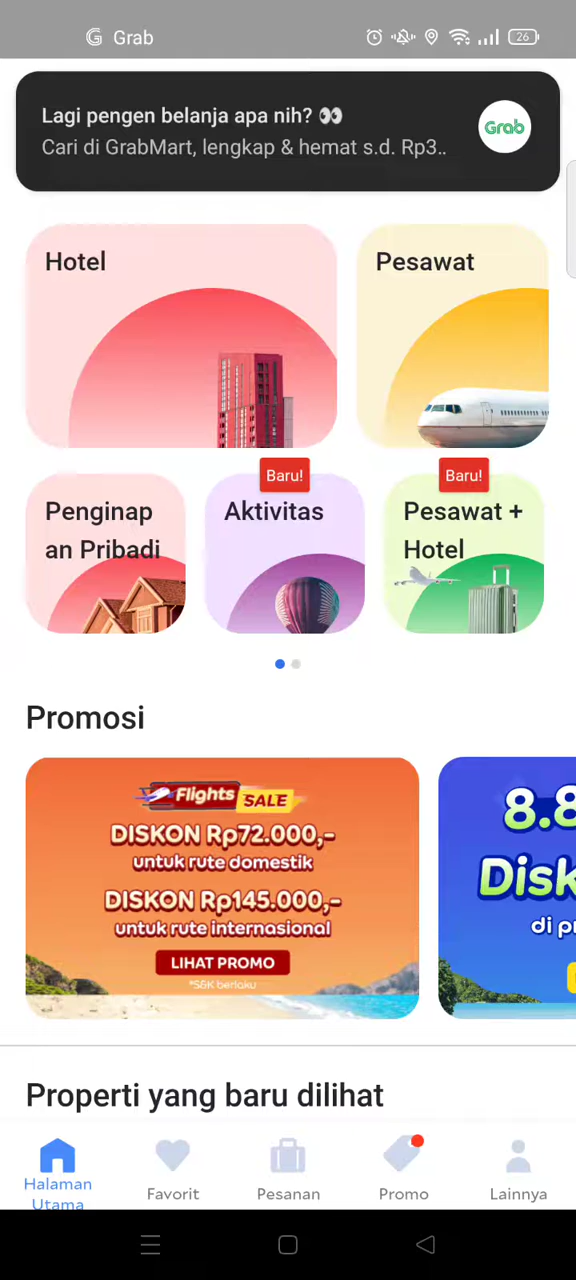 Grab
26
Lagi pengen belanja apa nih? 👀
Cari di GrabMart, lengkap & hemat s.d. Rp3..
Grab
Hotel
Pesawat
Penginap
an Pribadi
Baru!
Aktivitas
Baru!
Pesawat +
Hotel
Promosi
Flights SALE
DISKON Rp72.000,-
untuk rute domestik
DISKON Rp145.000,-
untuk rute internasional
LIHAT PROMO
*S&K berlaku
8.8
Disk
di pr
Properti yang baru dilihat
Halaman
Utama
Favorit
Pesanan
Promo
Lainnya